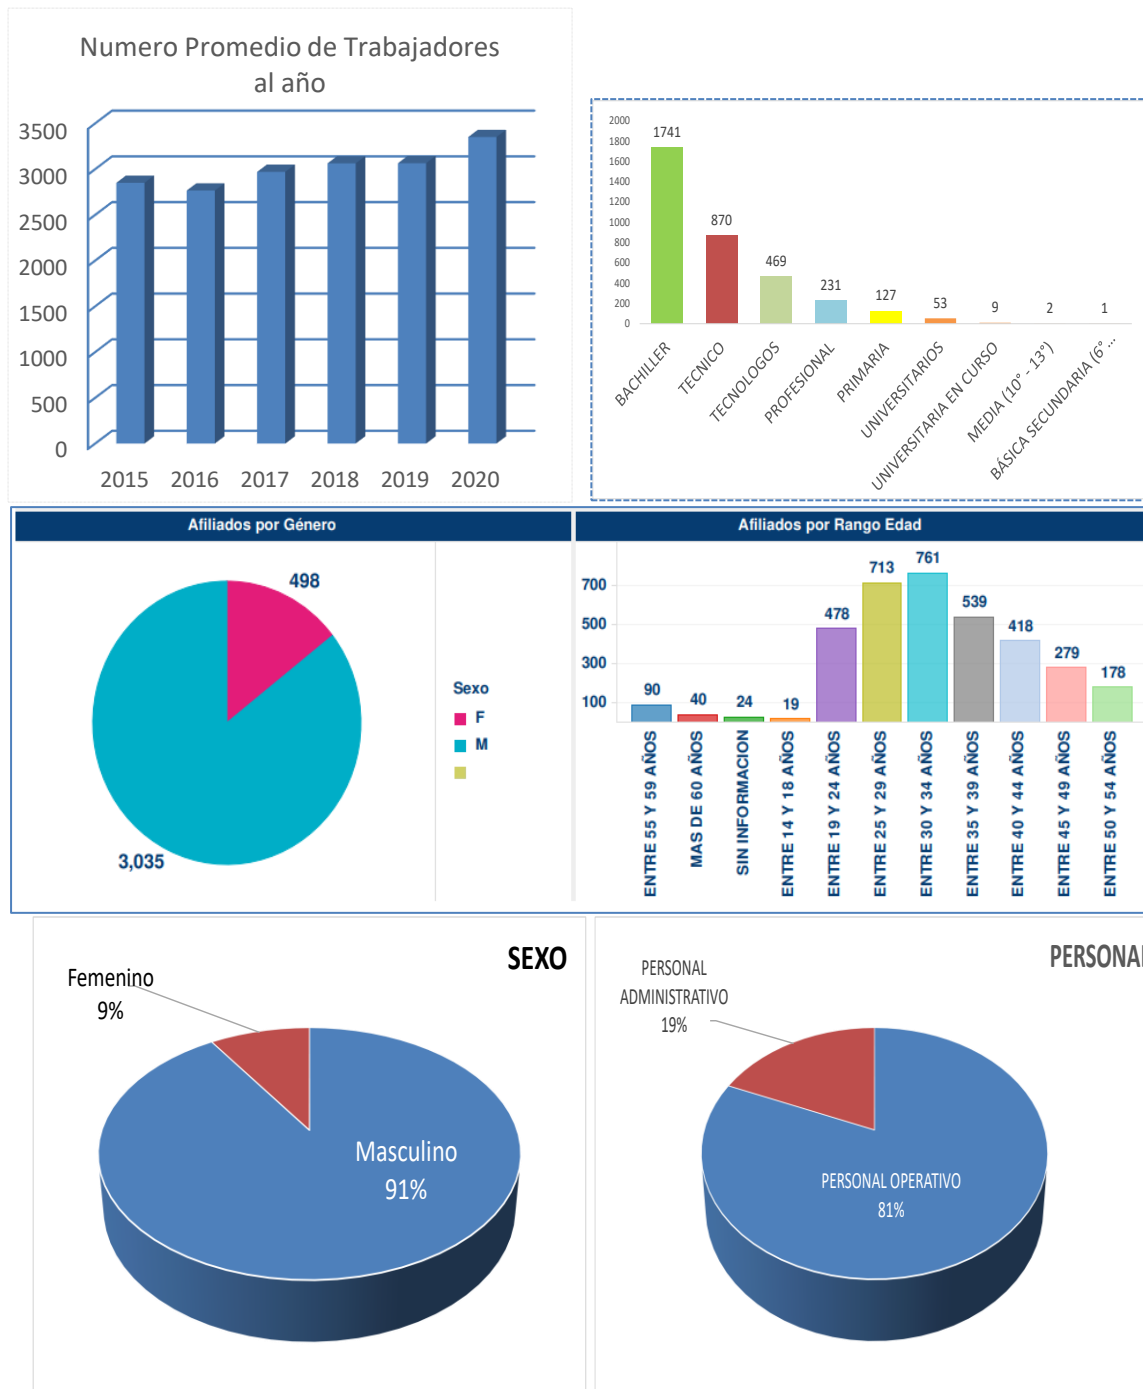 Numero Promedio de Trabajadores
al año
3500
3000
2500
2000
1500
1000
500
0
2015 2016 2017 2018 2019 2020
2000
1800
1600
1400
1200
1000
800
600
400
200
0
1741
870
469
231
127
53
9
2
1
BACHILLER
TECNICO
TECNOLOGOS
PROFESIONAL
PRIMARIA
UNIVERSITARIOS
UNIVERSITARIA EN CURSO
MEDIA (10° - 13°)
BÁSICA SECUNDARIA (6° ...
Afiliados por Género
498
3,035
Sexo
F
M
Afiliados por Rango Edad
700
500
300
100
90
40
24
19
478
713
761
539
418
279
178
ENTRE 55 Y 59 AÑOS
MAS DE 60 AÑOS
SIN INFORMACION
ENTRE 14 Y 18 AÑOS
ENTRE 19 Y 24 AÑOS
ENTRE 25 Y 29 AÑOS
ENTRE 30 Y 34 AÑOS
ENTRE 35 Y 39 AÑOS
ENTRE 40 Y 44 AÑOS
ENTRE 45 Y 49 AÑOS
ENTRE 50 Y 54 AÑOS
SEXO
Femenino
9%
Masculino
91%
PERSONAL
PERSONAL
ADMINISTRATIVO
19%
PERSONAL OPERATIVO
81%